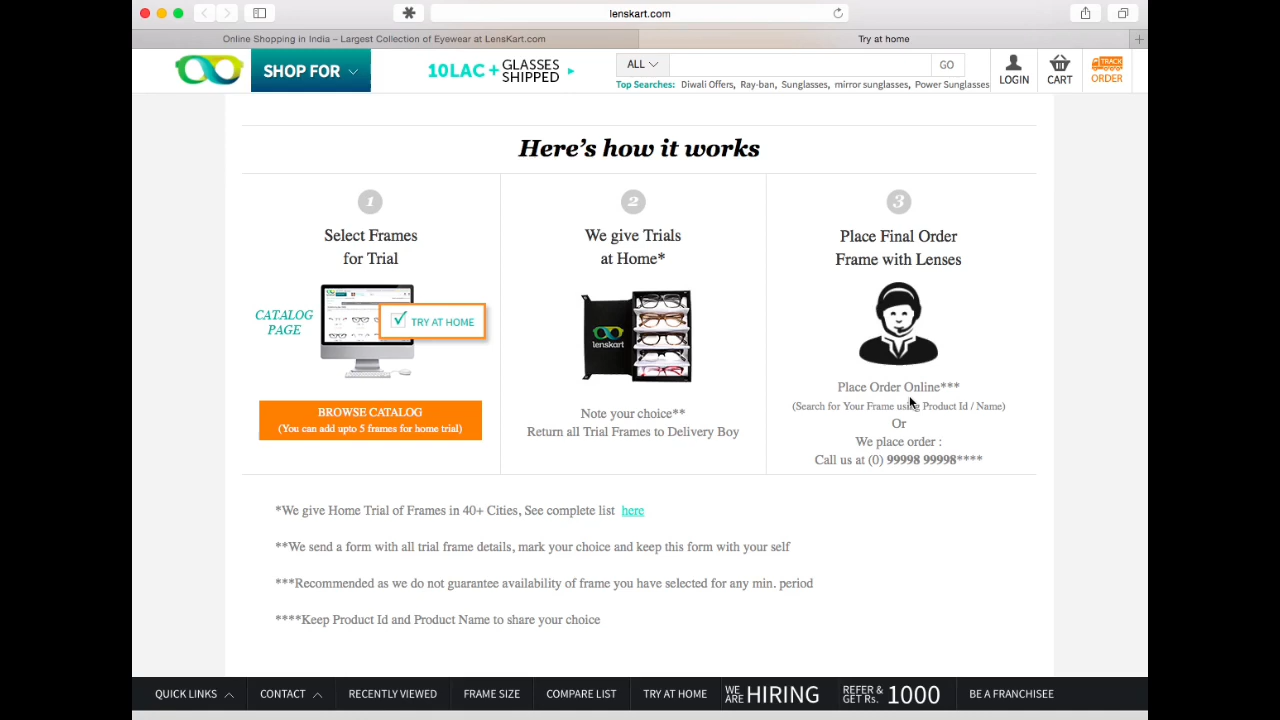 lenskart.com
Online Shopping in India – Largest Collection of Eyewear at LensKart.com
Try at home
SHOP FOR
10LAC + GLASSES SHIPPED
ALL
GO
Top Searches: Diwali Offers, Ray-ban, Sunglasses, mirror sunglasses, Power Sunglasses
LOGIN
CART
TRACK ORDER
Here's how it works
1
Select Frames
for Trial
CATALOG
PAGE
TRY AT HOME
BROWSE CATALOG
(You can add upto 5 frames for home trial)
2
We give Trials
at Home*
lenskart
Note your choice**
Return all Trial Frames to Delivery Boy
3
Place Final Order
Frame with Lenses
Place Order Online***
(Search for Your Frame using Product Id / Name)
Or
We place order :
Call us at (0) 99998 99998****
*We give Home Trial of Frames in 40+ Cities, See complete list here
**We send a form with all trial frame details, mark your choice and keep this form with your self
***Recommended as we do not guarantee availability of frame you have selected for any min. period
****Keep Product Id and Product Name to share your choice
QUICK LINKS
CONTACT
RECENTLY VIEWED
FRAME SIZE
COMPARE LIST
TRY AT HOME
WE ARE HIRING
REFER & GET Rs. 1000
BE A FRANCHISEE